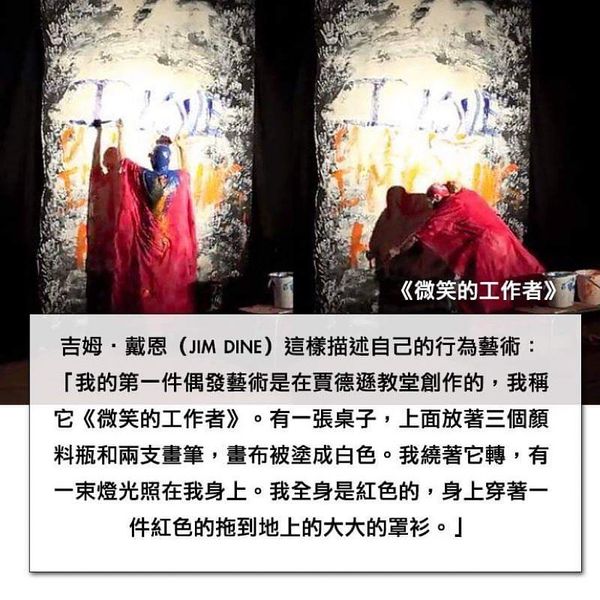 I LOVE
《微笑的工作者》
吉姆·戴恩（JIM DINE）這樣描述自己的行為藝術：
「我的第一件偶發藝術是在賈德遜教堂創作的，我稱
它《微笑的工作者》。有一張桌子，上面放著三個顏
料瓶和兩支畫筆，畫布被塗成白色。我繞著它轉，有
一束燈光照在我身上。我全身是紅色的，身上穿著一
件紅色的拖到地上的大大的罩衫。」